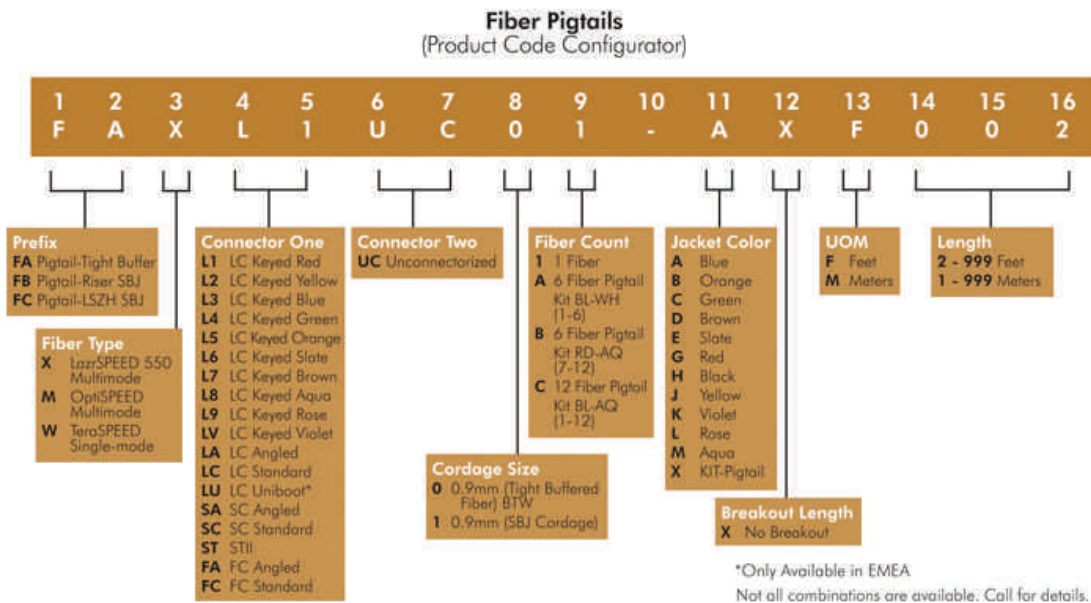 Fiber Pigtails
(Product Code Configurator)
1 2 3 4 5 6 7 8 9 10 11 12 13 14 15 16
F A X L 1 U C 0 1 - A X F 0 0 2
Prefix
FA Pigtail-Tight Buffer
FB Pigtail-Riser SBJ
FC Pigtail-LSZH SBJ
Fiber Type
X LazrSPEED 550
Multimode
M OptiSPEED
Multimode
W TeraSPEED
Single-mode
Connector One
L1 LC Keyed Red
L2 LC Keyed Yellow
L3 LC Keyed Blue
L4 LC Keyed Green
L5 LC Keyed Orange
L6 LC Keyed Slate
L7 LC Keyed Brown
L8 LC Keyed Aqua
L9 LC Keyed Rose
LV LC Keyed Violet
LA LC Angled
LC LC Standard
LU LC Uniboot*
SA SC Angled
SC SC Standard
ST STII
FA FC Angled
FC FC Standard
Connector Two
UC Unconnectorized
Cordage Size
0 0.9mm (Tight Buffered
Fiber) BTW
1 0.9mm (SBJ Cordage)
Fiber Count
1 1 Fiber
A 6 Fiber Pigtail
Kit BL-WH
(1-6)
B 6 Fiber Pigtail
Kit RD-AQ
(7-12)
C 12 Fiber Pigtail
Kit BL-AQ
(1-12)
Jacket Color
A Blue
B Orange
C Green
D Brown
E Slate
G Red
H Black
J Yellow
K Violet
L Rose
M Aqua
X KIT-Pigtail
Breakout Length
X No Breakout
UOM
F Feet
M Meters
Length
2 - 999 Feet
1 - 999 Meters
*Only Available in EMEA
Not all combinations are available. Call for details.